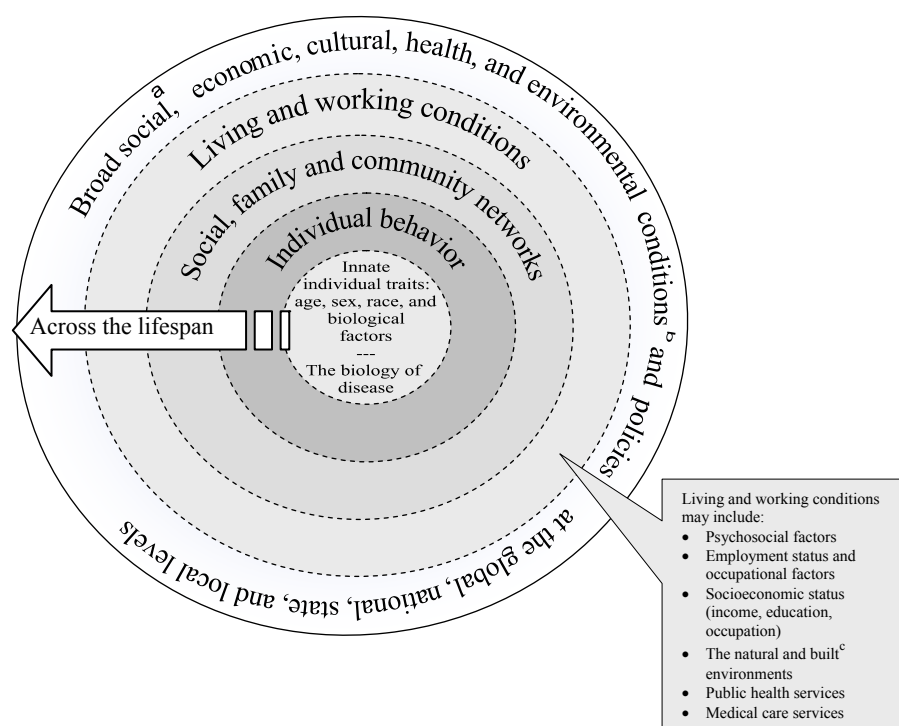 Broad social,a economic, cultural, health, and environmental conditionsb and policies
at the global, national, state, and local levels
Living and working conditions
Social, family and community networks
Individual behavior
Innate
individual traits:
age, sex, race, and
biological
factors
---
The biology of
disease
Across the lifespan
Living and working conditions
may include:
• Psychosocial factors
• Employment status and
occupational factors
• Socioeconomic status
(income, education,
occupation)
• The natural and builtc
environments
• Public health services
• Medical care services